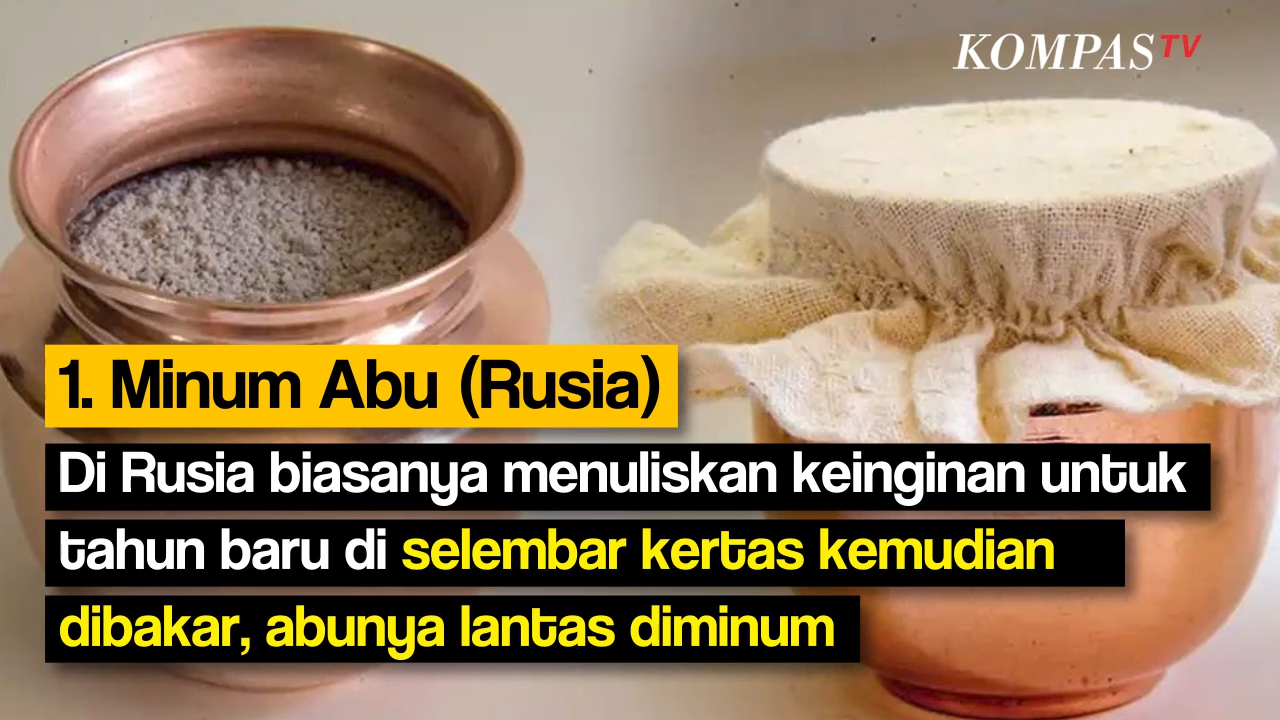 KOMPASTV
1. Minum Abu (Rusia)
Di Rusia biasanya menuliskan keinginan untuk
tahun baru di selembar kertas kemudian
dibakar, abunya lantas diminum